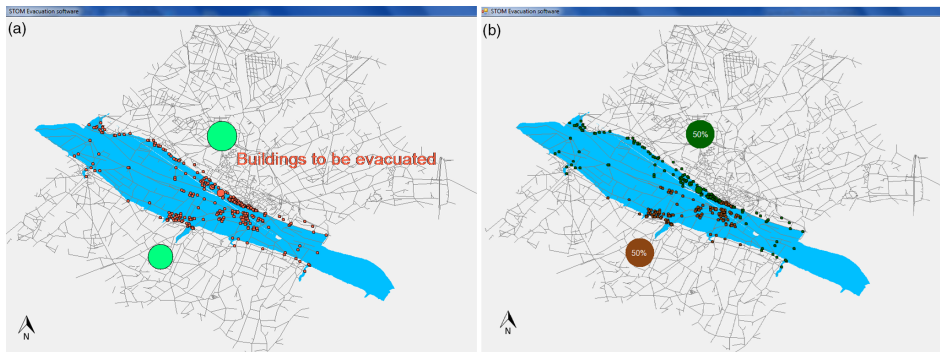 STOM Evacuation software
(a)
Buildings to be evacuated
N
STOM Evacuation software
(b)
50%
50%
N